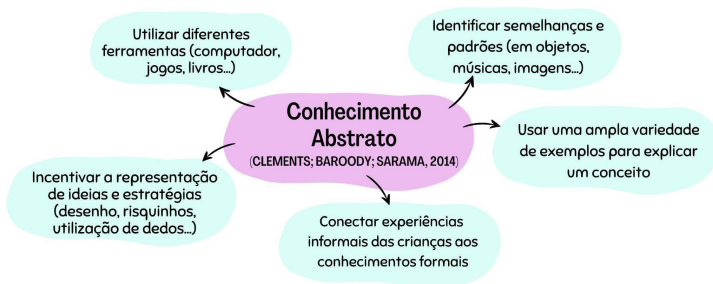 Utilizar diferentes
ferramentas (computador,
jogos, livros...)
Identificar semelhanças e
padrões (em objetos,
músicas, imagens...)
Conhecimento
Abstrato
(CLEMENTS; BAROODY; SARAMA, 2014)
Usar uma ampla variedade
de exemplos para explicar
um conceito
Incentivar a representação
de ideias e estratégias
(desenho, risquinhos,
utilização de dedos...)
Conectar experiências
informais das crianças aos
conhecimentos formais